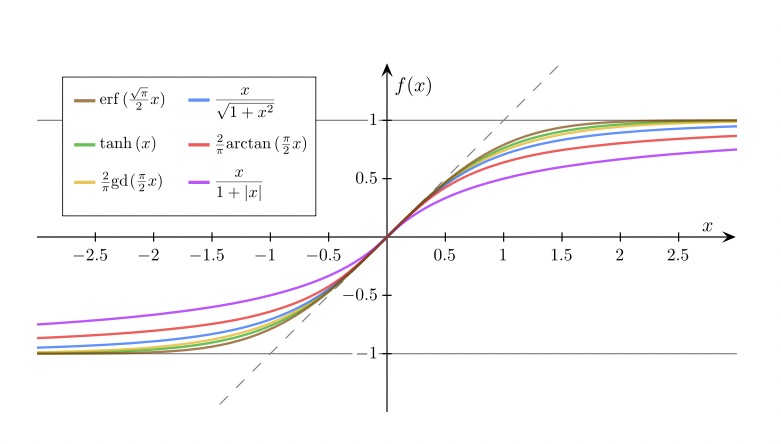 f(x)
erf (√π/2 x) x/√(1 + x²)
tanh (x) 2/π arctan (π/2 x)
2/π gd(π/2 x) x/(1 + |x|)
1
0.5
x
−2.5 −2 −1.5 −1 −0.5 0.5 1 1.5 2 2.5
−0.5
−1